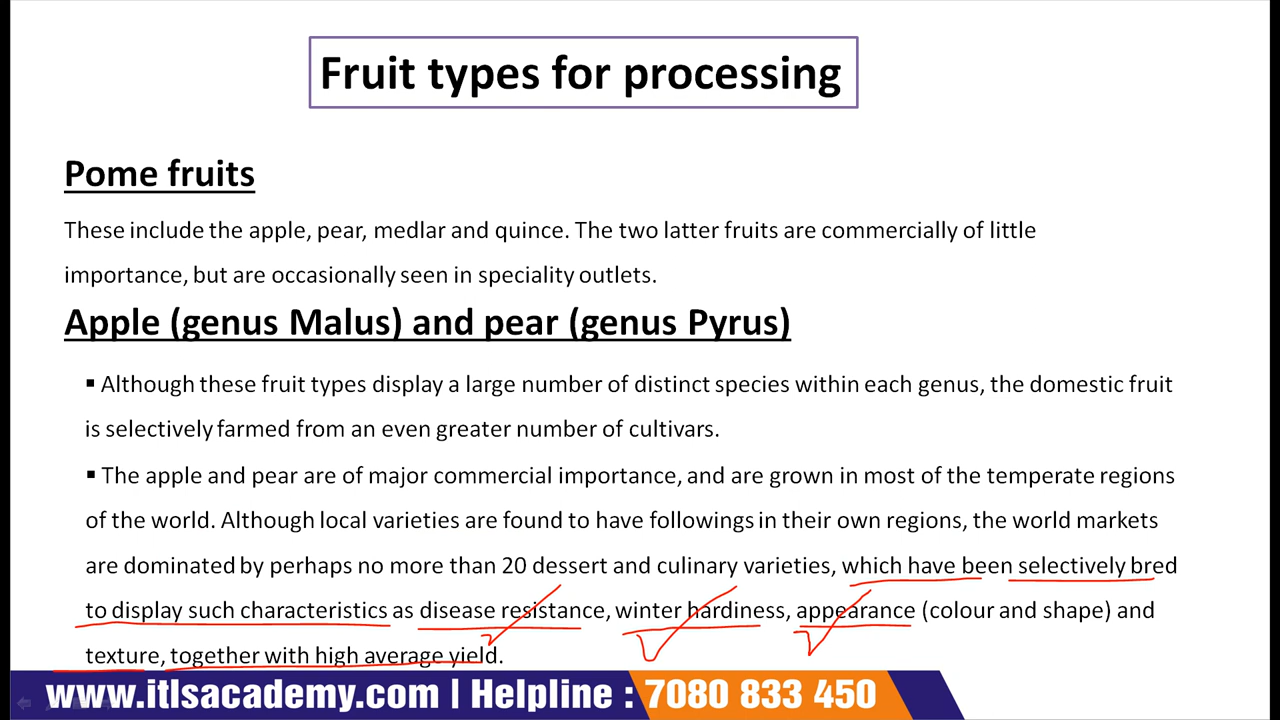 Fruit types for processing
Pome fruits
These include the apple, pear, medlar and quince. The two latter fruits are commercially of little
importance, but are occasionally seen in speciality outlets.
Apple (genus Malus) and pear (genus Pyrus)
▪ Although these fruit types display a large number of distinct species within each genus, the domestic fruit
is selectively farmed from an even greater number of cultivars.
▪ The apple and pear are of major commercial importance, and are grown in most of the temperate regions
of the world. Although local varieties are found to have followings in their own regions, the world markets
are dominated by perhaps no more than 20 dessert and culinary varieties, which have been selectively bred
to display such characteristics as disease resistance, winter hardiness, appearance (colour and shape) and
texture, together with high average yield.
www.itlsacademy.com | Helpline : 7080 833 450